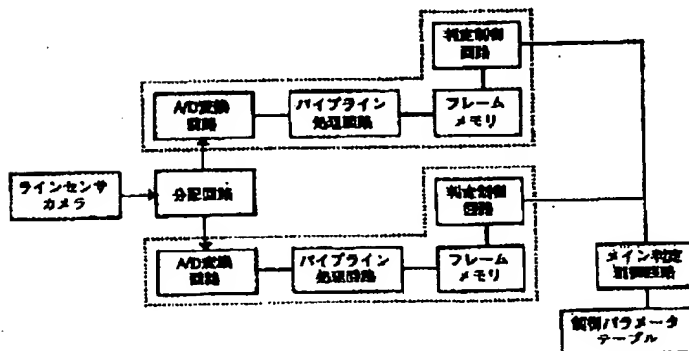 判定制御
回路
A/D変換
回路
パイプライン
処理回路
フレーム
メモリ
ラインセンサ
カメラ
分配回路
判定制御
回路
A/D変換
回路
パイプライン
処理回路
フレーム
メモリ
メイン判定
制御回路
制御パラメータ
テーブル